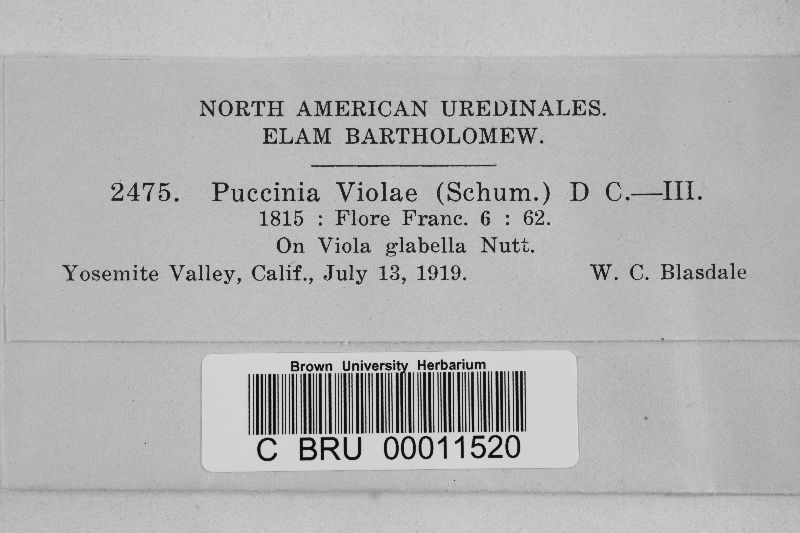 NORTH AMERICAN UREDINALES.
ELAM BARTHOLOMEW.
2475. Puccinia Violae (Schum.) D C.—III.
1815 : Flore Franc. 6 : 62.
On Viola glabella Nutt.
Yosemite Valley, Calif., July 13, 1919. W. C. Blasdale
Brown University Herbarium
C BRU 00011520